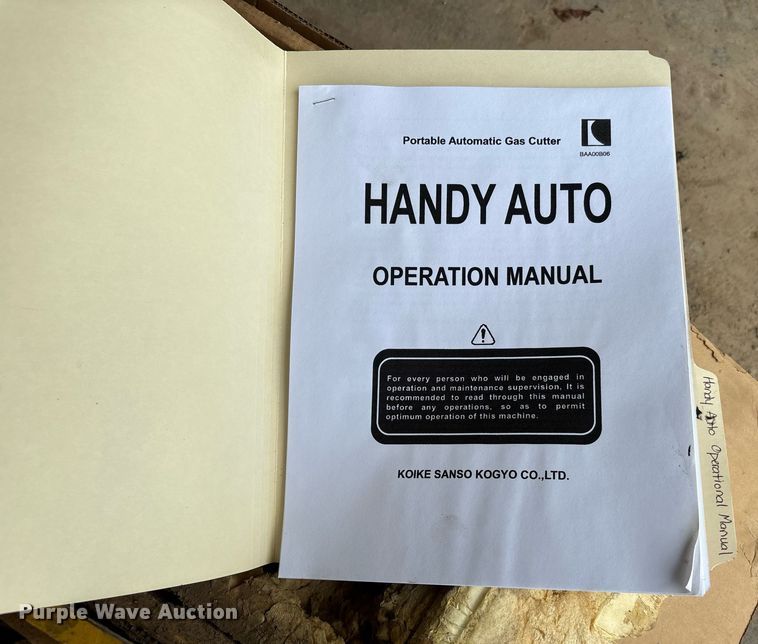 Portable Automatic Gas Cutter
BAA00B06
HANDY AUTO
OPERATION MANUAL
For every person who will be engaged in
operation and maintenance supervision, It is
recommended to read through this manual
before any operations, so as to permit
optimum operation of this machine.
KOIKE SANSO KOGYO CO.,LTD.
Handy Auto Operational Manual
Purple Wave Auction